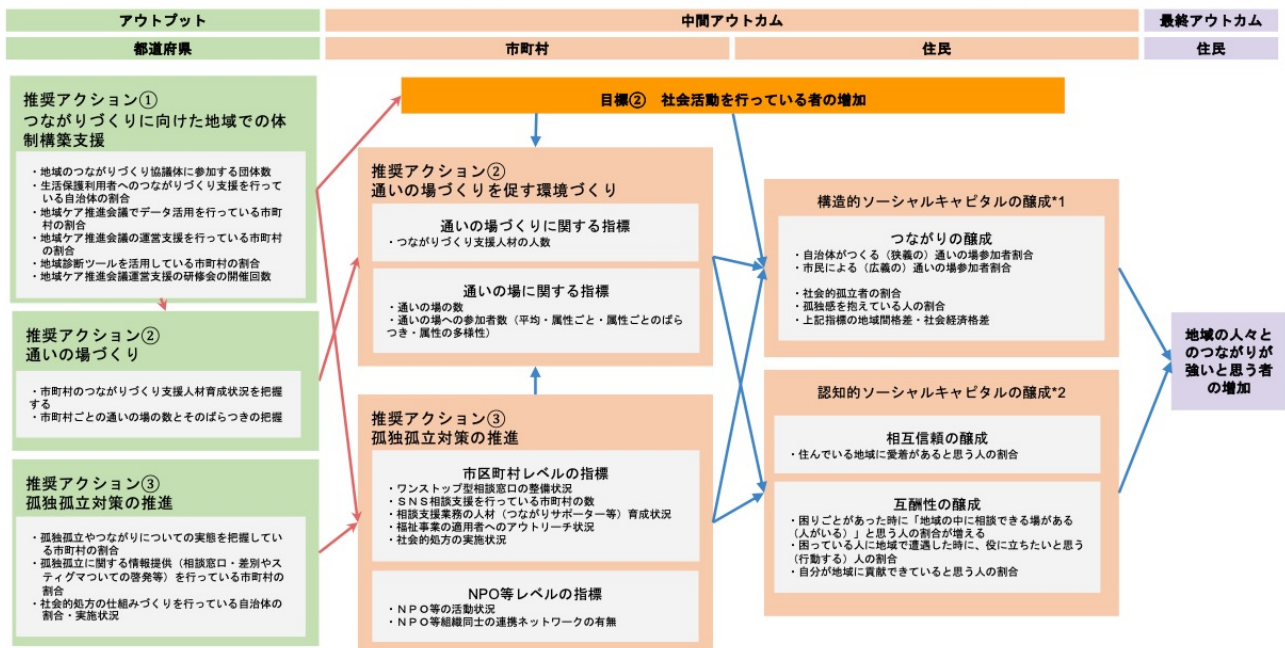 アウトプット
中間アウトカム
最終アウトカム
都道府県
市町村
住民
住民
推奨アクション①
つながりづくりに向けた地域での体
制構築支援
・地域のつながりづくり協議体に参加する団体数
・生活保護利用者へのつながりづくり支援を行って
いる自治体の割合
・地域ケア推進会議でデータ活用を行っている市町
村の割合
・地域ケア推進会議の運営支援を行っている市町村
の割合
・地域診断ツールを活用している市町村の割合
・地域ケア推進会議運営支援の研修会の開催回数
推奨アクション②
通いの場づくり
・市町村のつながりづくり支援人材育成状況を把握
する
・市町村ごとの通いの場の数とそのばらつきの把握
推奨アクション③
孤独孤立対策の推進
・孤独孤立やつながりについての実態を把握してい
る市町村の割合
・孤独孤立に関する情報提供（相談窓口・差別やス
ティグマついての啓発等）を行っている市町村の
割合
・社会的処方の仕組みづくりを行っている自治体の
割合・実施状況
目標②　社会活動を行っている者の増加
推奨アクション②
通いの場づくりを促す環境づくり
通いの場づくりに関する指標
・つながりづくり支援人材の人数
通いの場に関する指標
・通いの場の数
・通いの場への参加者数（平均・属性ごと・属性ごとのばら
つき・属性の多様性）
推奨アクション③
孤独孤立対策の推進
市区町村レベルの指標
・ワンストップ型相談窓口の整備状況
・ＳＮＳ相談支援を行っている市町村の数
・相談支援業務の人材（つながりサポーター等）育成状況
・福祉事業の適用者へのアウトリーチ状況
・社会的処方の実施状況
NPO等レベルの指標
・ＮＰＯ等の活動状況
・ＮＰＯ等組織同士の連携ネットワークの有無
構造的ソーシャルキャピタルの醸成*1
つながりの醸成
・自治体がつくる（狭義の）通いの場参加者割合
・市民による（広義の）通いの場参加者割合
・社会的孤立者の割合
・孤独感を抱えている人の割合
・上記指標の地域間格差・社会経済格差
認知的ソーシャルキャピタルの醸成*2
相互信頼の醸成
・住んでいる地域に愛着があると思う人の割合
互酬性の醸成
・困りごとがあった時に「地域の中に相談できる場がある
（人がいる）」と思う人の割合が増える
・困っている人に地域で遭遇した時に、役に立ちたいと思う
（行動する）人の割合
・自分が地域に貢献できていると思う人の割合
地域の人々と
のつながりが
強いと思う者
の増加